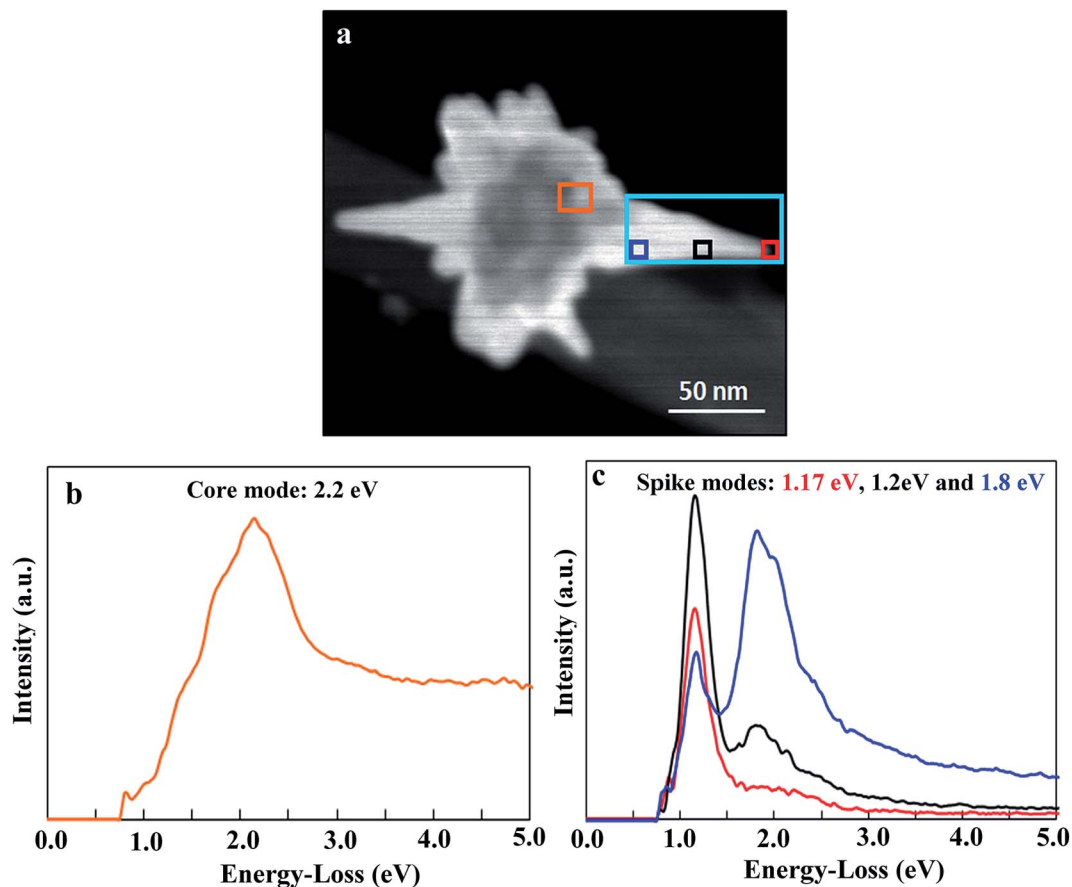 a
50 nm
b
Core mode: 2.2 eV
Intensity (a.u.)
0.0 1.0 2.0 3.0 4.0 5.0
Energy-Loss (eV)
c
Spike modes: 1.17 eV, 1.2eV and 1.8 eV
Intensity (a.u.)
0.0 1.0 2.0 3.0 4.0 5.0
Energy-Loss (eV)